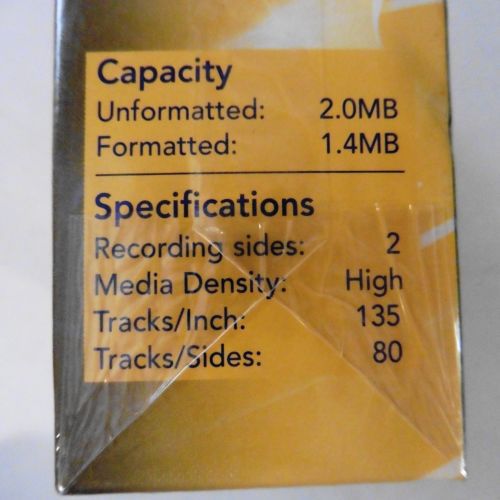 Capacity
Unformatted: 2.0MB
Formatted: 1.4MB
Specifications
Recording sides: 2
Media Density: High
Tracks/Inch: 135
Tracks/Sides: 80